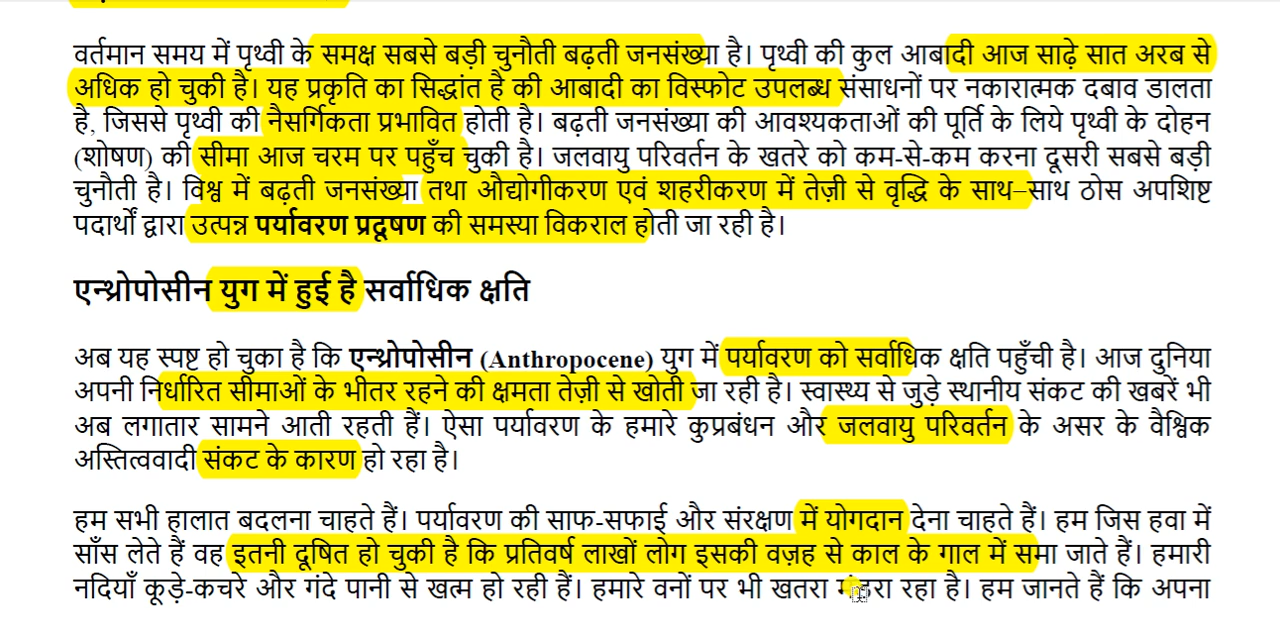 वर्तमान समय में पृथ्वी के समक्ष सबसे बड़ी चुनौती बढ़ती जनसंख्या है। पृथ्वी की कुल आबादी आज साढ़े सात अरब से
अधिक हो चुकी है। यह प्रकृति का सिद्धांत है की आबादी का विस्फोट उपलब्ध संसाधनों पर नकारात्मक दबाव डालता
है, जिससे पृथ्वी की नैसर्गिकता प्रभावित होती है। बढ़ती जनसंख्या की आवश्यकताओं की पूर्ति के लिये पृथ्वी के दोहन
(शोषण) की सीमा आज चरम पर पहुँच चुकी है। जलवायु परिवर्तन के खतरे को कम-से-कम करना दूसरी सबसे बड़ी
चुनौती है। विश्व में बढ़ती जनसंख्या तथा औद्योगीकरण एवं शहरीकरण में तेज़ी से वृद्धि के साथ–साथ ठोस अपशिष्ट
पदार्थों द्वारा उत्पन्न पर्यावरण प्रदूषण की समस्या विकराल होती जा रही है।
एन्थ्रोपोसीन युग में हुई है सर्वाधिक क्षति
अब यह स्पष्ट हो चुका है कि एन्थ्रोपोसीन (Anthropocene) युग में पर्यावरण को सर्वाधिक क्षति पहुँची है। आज दुनिया
अपनी निर्धारित सीमाओं के भीतर रहने की क्षमता तेज़ी से खोती जा रही है। स्वास्थ्य से जुड़े स्थानीय संकट की खबरें भी
अब लगातार सामने आती रहती हैं। ऐसा पर्यावरण के हमारे कुप्रबंधन और जलवायु परिवर्तन के असर के वैश्विक
अस्तित्ववादी संकट के कारण हो रहा है।
हम सभी हालात बदलना चाहते हैं। पर्यावरण की साफ-सफाई और संरक्षण में योगदान देना चाहते हैं। हम जिस हवा में
साँस लेते हैं वह इतनी दूषित हो चुकी है कि प्रतिवर्ष लाखों लोग इसकी वज़ह से काल के गाल में समा जाते हैं। हमारी
नदियाँ कूड़े-कचरे और गंदे पानी से खत्म हो रही हैं। हमारे वनों पर भी खतरा मंडरा रहा है। हम जानते हैं कि अपना